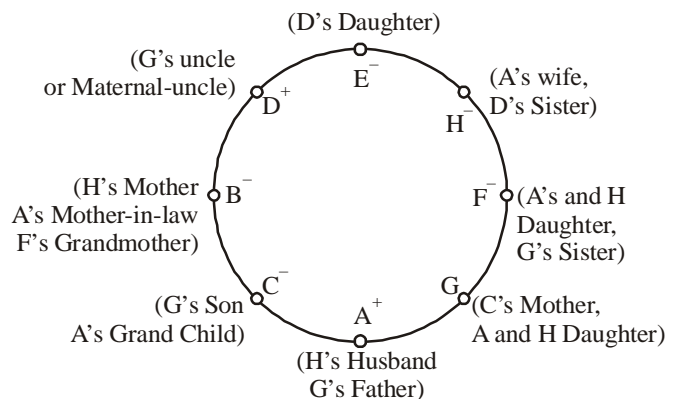 (D's Daughter)
E⁻
(G's uncle
or Maternal-uncle)
D⁺
(A's wife,
D's Sister)
H⁻
(H's Mother
A's Mother-in-law
F's Grandmother)
B⁻
F⁻
(A's and H
Daughter,
G's Sister)
C⁻
(G's Son
A's Grand Child)
G
(C's Mother,
A and H Daughter)
A⁺
(H's Husband
G's Father)